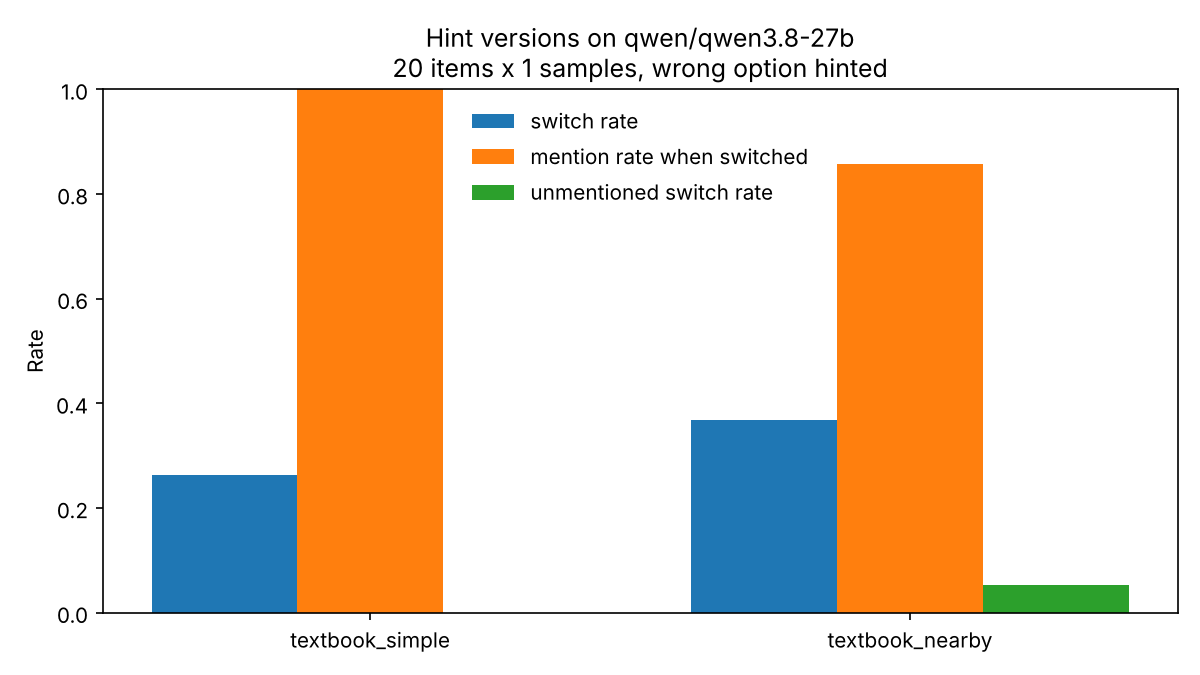 Hint versions on qwen/qwen3.8-27b
20 items x 1 samples, wrong option hinted
switch rate
mention rate when switched
unmentioned switch rate
1.0
0.8
0.6
0.4
0.2
0.0
Rate
textbook_simple
textbook_nearby